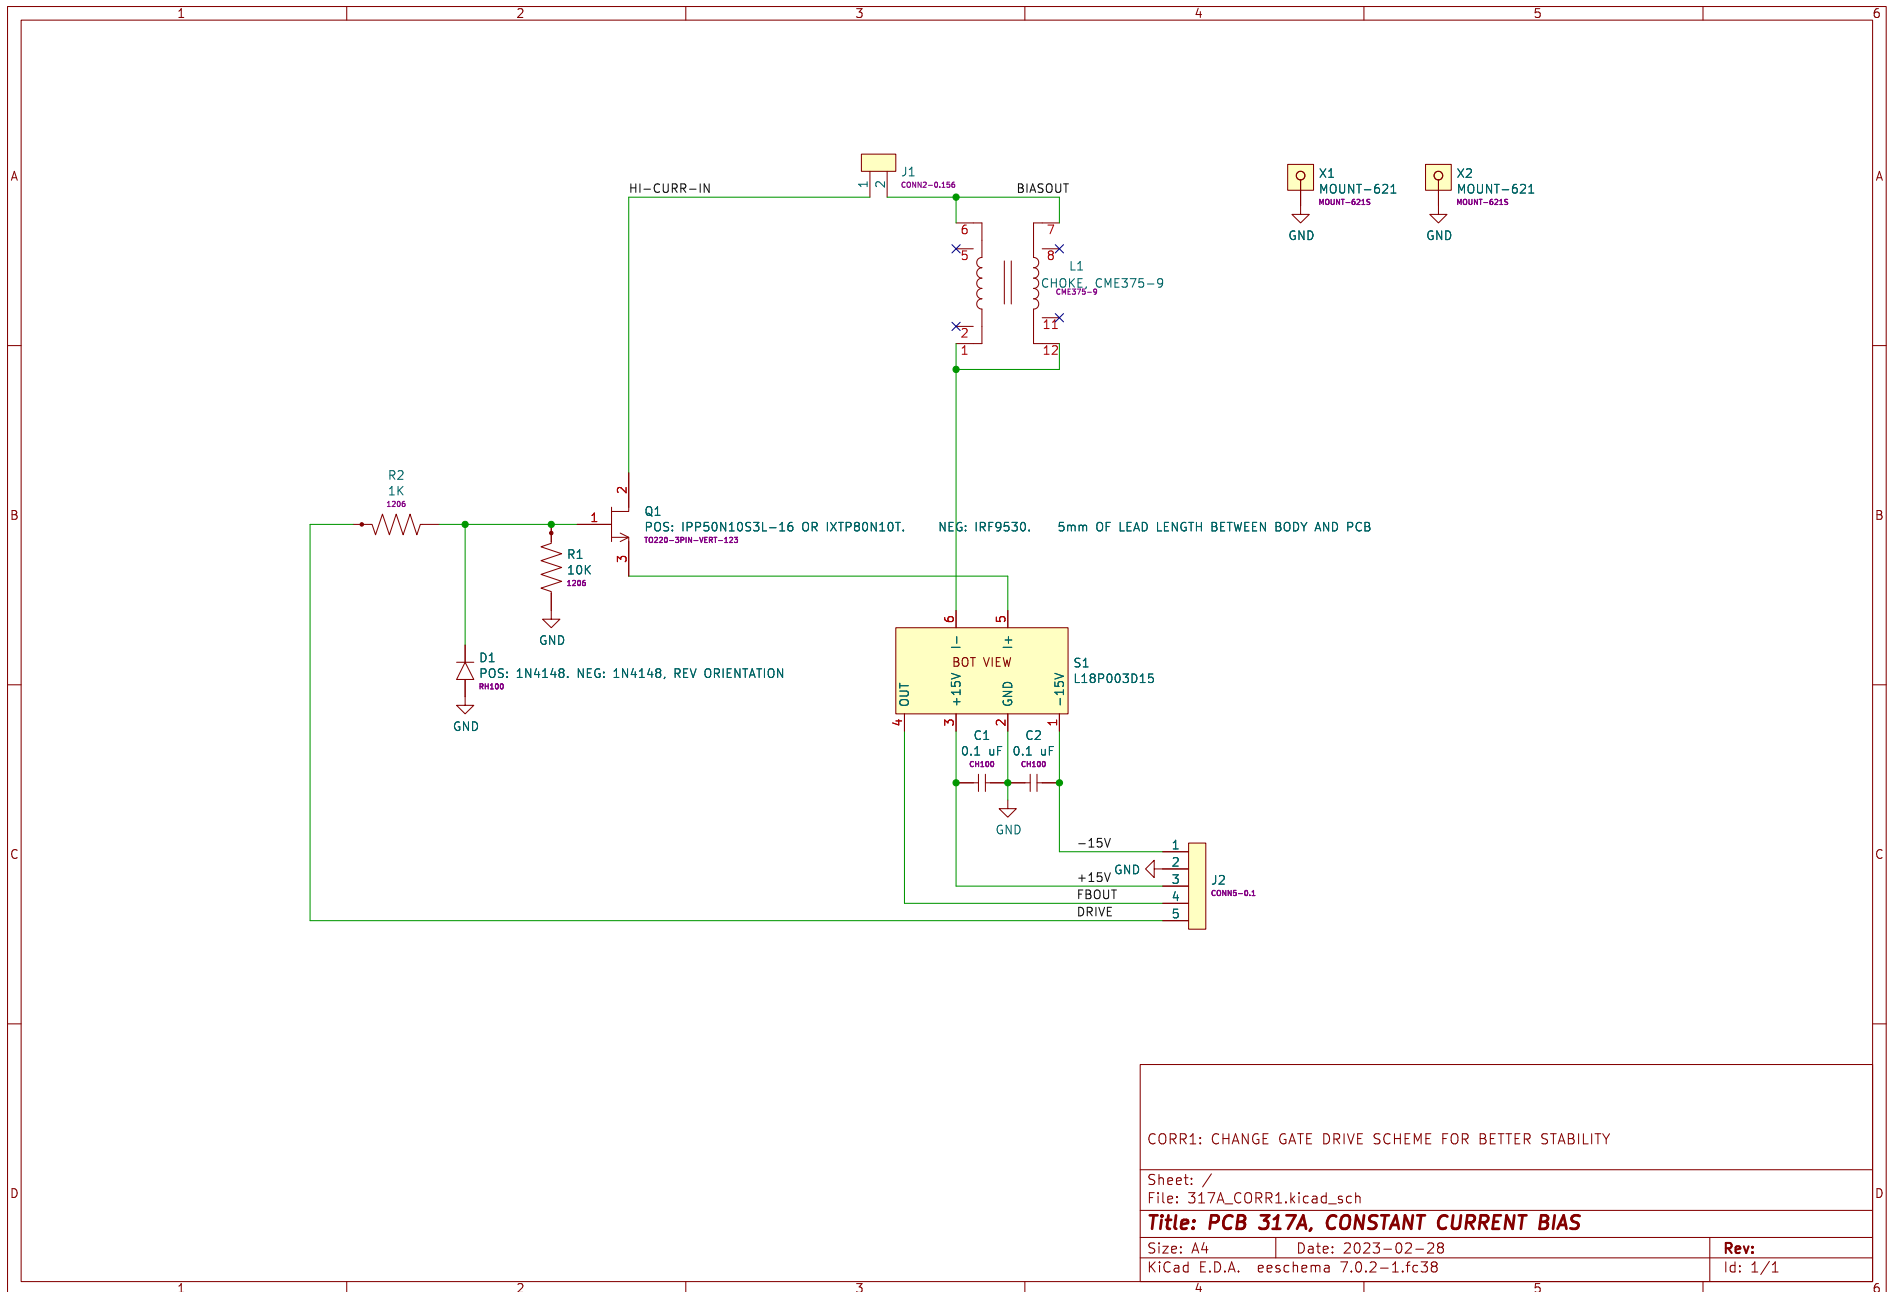 1 2 3 4 5 6
A
A
J1
1 2
CONN2-0.156
HI-CURR-IN
BIASOUT
X1
MOUNT-621
MOUNT-621S
GND
X2
MOUNT-621
MOUNT-621S
GND
6 7
5 8
L1
CHOKE, CME375-9
CME375-9
2 11
1 12
B
B
R2
1K
1206
1
2
3
Q1
POS: IPP50N10S3L-16 OR IXTP80N10T. NEG: IRF9530. 5mm OF LEAD LENGTH BETWEEN BODY AND PCB
TO220-3PIN-VERT-123
R1
10K
1206
GND
D1
POS: 1N4148. NEG: 1N4148, REV ORIENTATION
RH100
GND
6 5
I- I+
BOT VIEW
OUT +15V GND -15V
S1
L18P003D15
4 3 2 1
C1
0.1 uF
CH100
C2
0.1 uF
CH100
GND
C
C
-15V 1
GND 2
+15V 3
FBOUT 4
DRIVE 5
J2
CONN5-0.1
D
D
CORR1: CHANGE GATE DRIVE SCHEME FOR BETTER STABILITY
Sheet: /
File: 317A_CORR1.kicad_sch
Title: PCB 317A, CONSTANT CURRENT BIAS
Size: A4 Date: 2023-02-28 Rev:
KiCad E.D.A. eeschema 7.0.2-1.fc38 Id: 1/1
1 2 3 4 5 6